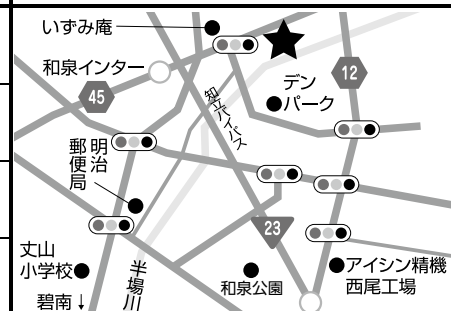 いずみ庵
和泉インター
45
知立バイパス
デン
パーク
12
明治
郵便局
23
丈山
小学校
碧南↓
半場川
和泉公園
アイシン精機
西尾工場